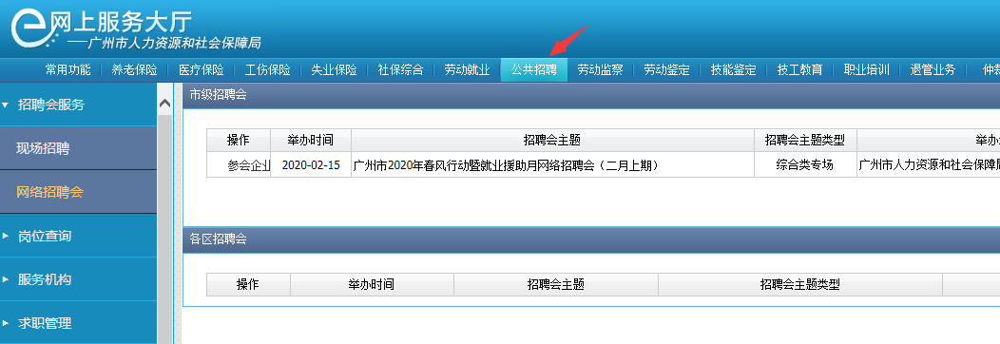 网上服务大厅
——广州市人力资源和社会保障局
常用功能 养老保险 医疗保险 工伤保险 失业保险 社保综合 劳动就业 公共招聘 劳动监察 劳动鉴定 技能鉴定 技工教育 职业培训 退管业务 仲裁
招聘会服务
现场招聘
网络招聘会
岗位查询
服务机构
求职管理
市级招聘会
操作 举办时间 招聘会主题 招聘会主题类型 举办
参会企业 2020-02-15 广州市2020年春风行动暨就业援助月网络招聘会（二月上期） 综合类专场 广州市人力资源和社会保障
各区招聘会
操作 举办时间 招聘会主题 招聘会主题类型